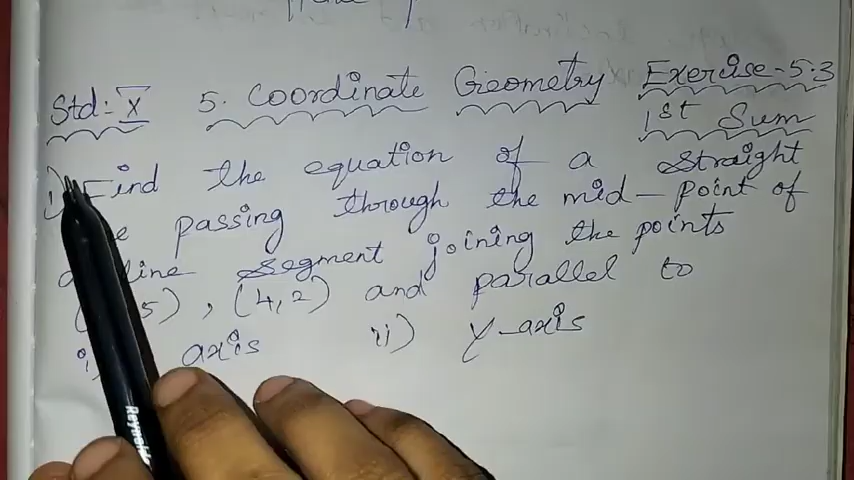 Std:- X 5. Coordinate Geometry Exercise-5.3
1st Sum
1) Find the equation of a straight
passing through the mid-point of
line segment joining the points
5), (4,2) and parallel to
i) axis ii) Y-axis